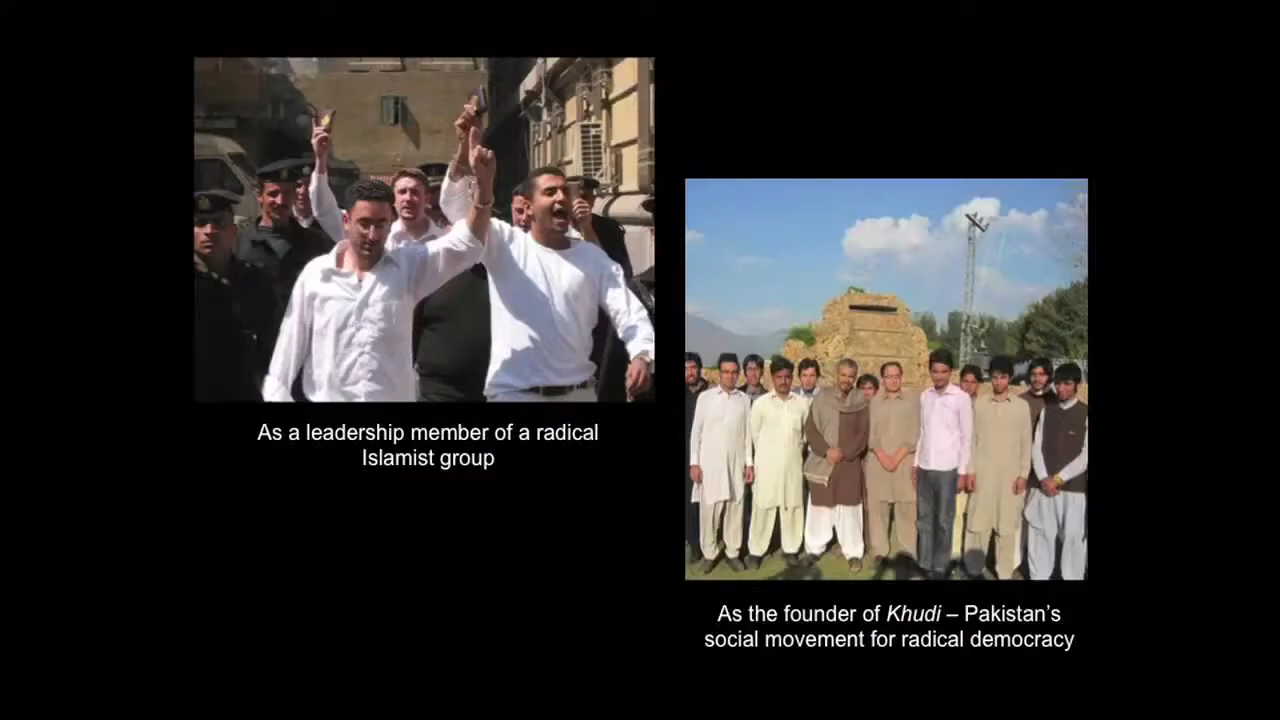 As a leadership member of a radical
Islamist group
As the founder of Khudi – Pakistan's
social movement for radical democracy